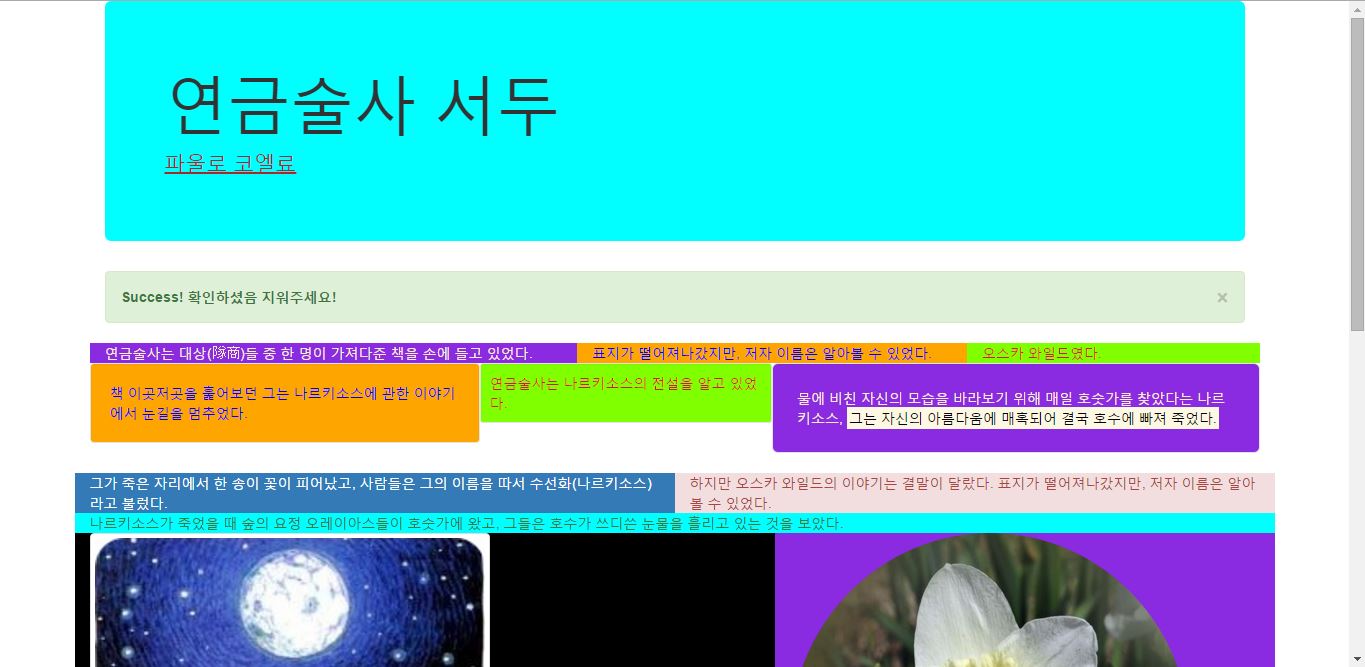 연금술사 서두
파울로 코엘료
Success! 확인하셨음 지워주세요!
×
연금술사는 대상(隊商)들 중 한 명이 가져다준 책을 손에 들고 있었다.
표지가 떨어져나갔지만, 저자 이름은 알아볼 수 있었다.
오스카 와일드였다.
책 이곳저곳을 훑어보던 그는 나르키소스에 관한 이야기
에서 눈길을 멈추었다.
연금술사는 나르키소스의 전설을 알고 있었
다.
물에 비친 자신의 모습을 바라보기 위해 매일 호숫가를 찾았다는 나르
키소스, 그는 자신의 아름다움에 매혹되어 결국 호수에 빠져 죽었다.
그가 죽은 자리에서 한 송이 꽃이 피어났고, 사람들은 그의 이름을 따서 수선화(나르키소스)
라고 불렀다.
하지만 오스카 와일드의 이야기는 결말이 달랐다. 표지가 떨어져나갔지만, 저자 이름은 알아
볼 수 있었다.
나르키소스가 죽었을 때 숲의 요정 오레이아스들이 호숫가에 왔고, 그들은 호수가 쓰디쓴 눈물을 흘리고 있는 것을 보았다.